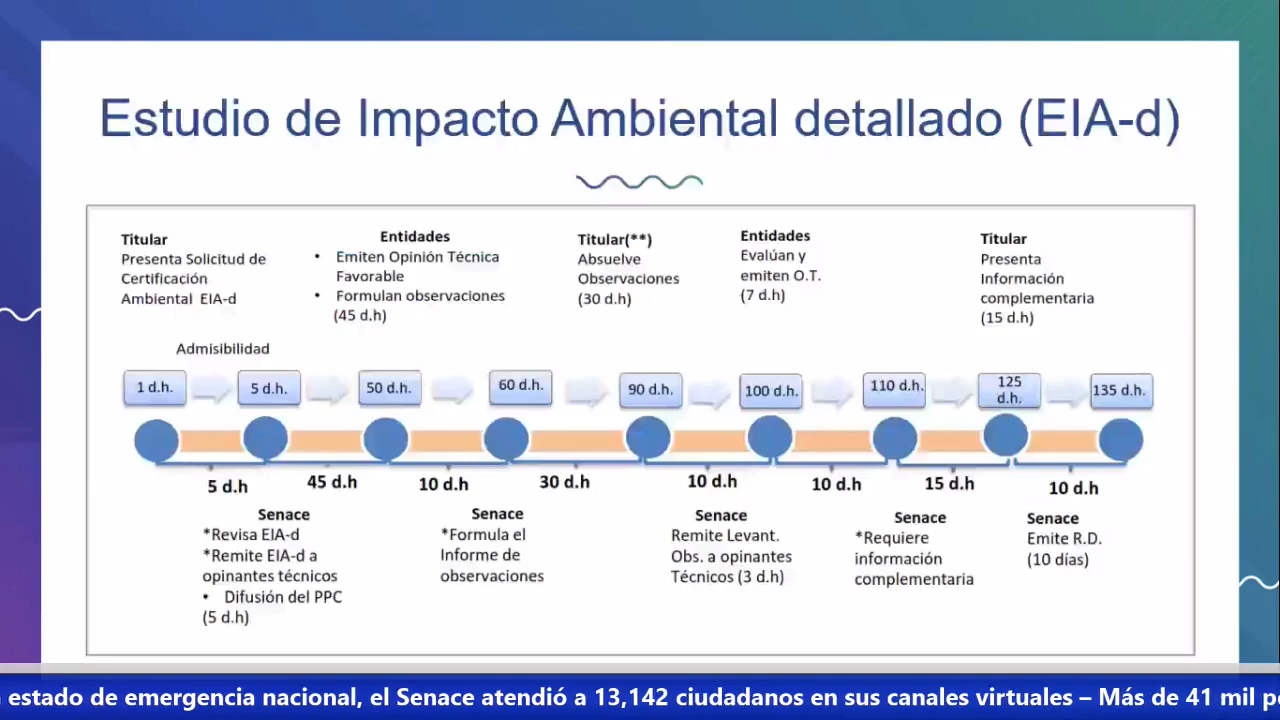 Estudio de Impacto Ambiental detallado (EIA-d)
Titular
Presenta Solicitud de
Certificación
Ambiental EIA-d
Entidades
• Emiten Opinión Técnica
Favorable
• Formulan observaciones
(45 d.h)
Titular(**)
Absuelve
Observaciones
(30 d.h)
Entidades
Evalúan y
emiten O.T.
(7 d.h)
Titular
Presenta
Información
complementaria
(15 d.h)
Admisibilidad
1 d.h.
5 d.h.
50 d.h.
60 d.h.
90 d.h.
100 d.h.
110 d.h.
125
d.h.
135 d.h.
5 d.h
45 d.h
10 d.h
30 d.h
10 d.h
10 d.h
15 d.h
10 d.h
Senace
*Revisa EIA-d
*Remite EIA-d a
opinantes técnicos
• Difusión del PPC
(5 d.h)
Senace
*Formula el
Informe de
observaciones
Senace
Remite Levant.
Obs. a opinantes
Técnicos (3 d.h)
Senace
*Requiere
información
complementaria
Senace
Emite R.D.
(10 días)
estado de emergencia nacional, el Senace atendió a 13,142 ciudadanos en sus canales virtuales – Más de 41 mil